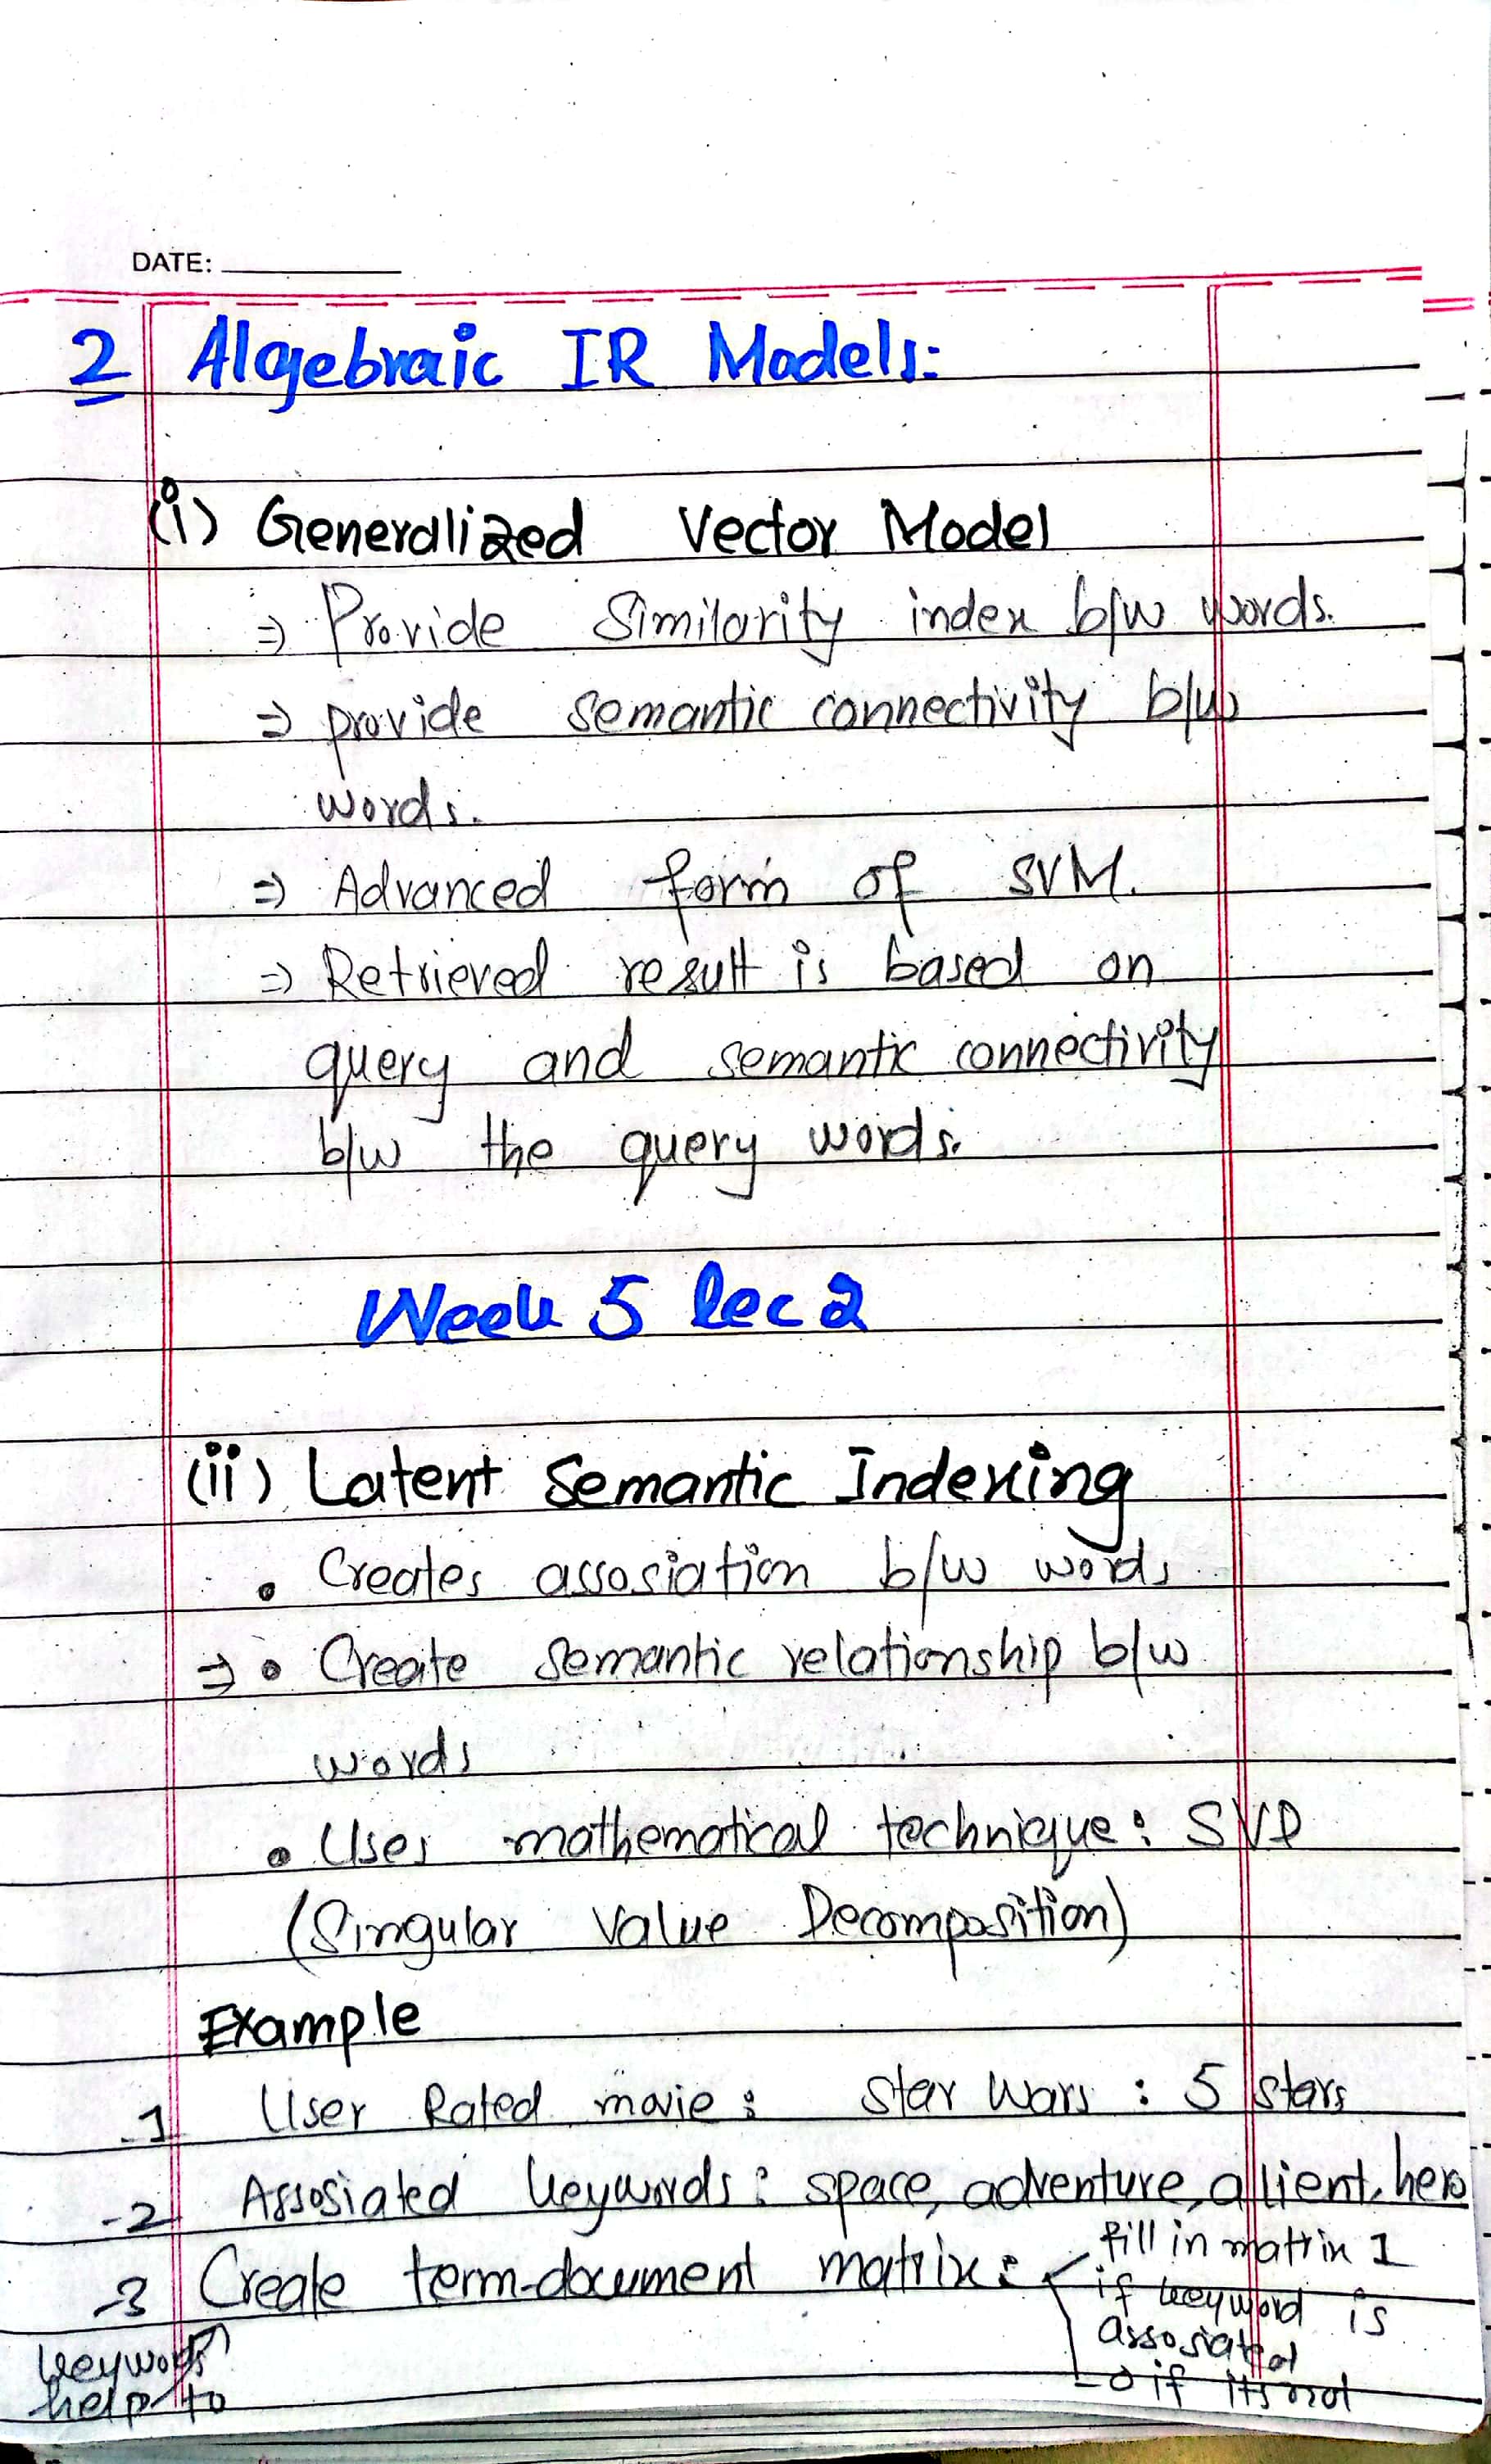 DATE:
2 Algebraic IR Models:
(i) Generalized Vector Model
⇒ Provide Similarity index b/w words.
⇒ provide semantic connectivity b/w
words.
⇒ Advanced form of SVM.
⇒ Retrieved result is based on
query and semantic connectivity
b/w the query words.
Week 5 lec 2
(ii) Latent Semantic Indexing
• Creates assosiation b/w words
⇒ • Create semantic relationship b/w
words
• Uses mathematical technique: SVD
(Singular Value Decomposition)
Example
1 User Rated movie: star wars : 5 stars
2 Assosiated keywords: space, adventure, allient, hero
3 Create term-document matrix:
fill in matrix 1
if keyword is
assosiated
0 if its not
keywords
help to